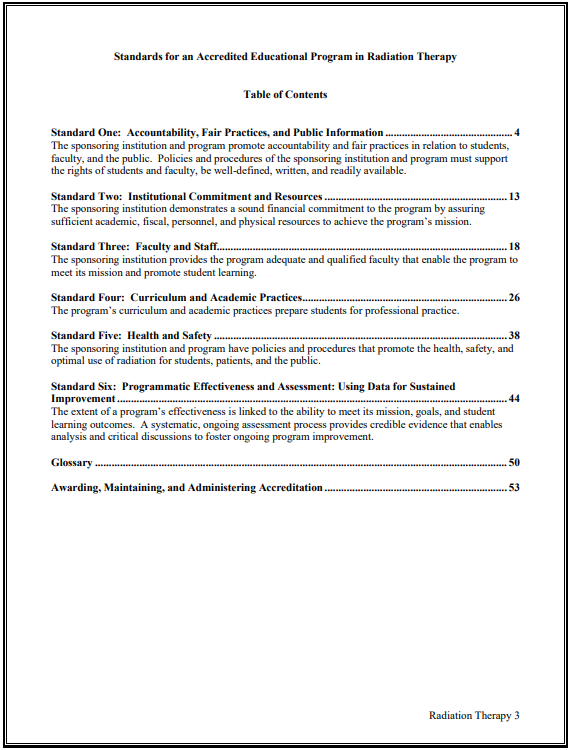 Standards for an Accredited Educational Program in Radiation Therapy
Table of Contents
Standard One: Accountability, Fair Practices, and Public Information .............................................. 4
The sponsoring institution and program promote accountability and fair practices in relation to students,
faculty, and the public. Policies and procedures of the sponsoring institution and program must support
the rights of students and faculty, be well-defined, written, and readily available.
Standard Two: Institutional Commitment and Resources .................................................................. 13
The sponsoring institution demonstrates a sound financial commitment to the program by assuring
sufficient academic, fiscal, personnel, and physical resources to achieve the program's mission.
Standard Three: Faculty and Staff......................................................................................................... 18
The sponsoring institution provides the program adequate and qualified faculty that enable the program to
meet its mission and promote student learning.
Standard Four: Curriculum and Academic Practices.......................................................................... 26
The program's curriculum and academic practices prepare students for professional practice.
Standard Five: Health and Safety .......................................................................................................... 38
The sponsoring institution and program have policies and procedures that promote the health, safety, and
optimal use of radiation for students, patients, and the public.
Standard Six: Programmatic Effectiveness and Assessment: Using Data for Sustained
Improvement ............................................................................................................................................ 44
The extent of a program's effectiveness is linked to the ability to meet its mission, goals, and student
learning outcomes. A systematic, ongoing assessment process provides credible evidence that enables
analysis and critical discussions to foster ongoing program improvement.
Glossary .................................................................................................................................................... 50
Awarding, Maintaining, and Administering Accreditation .................................................................. 53
Radiation Therapy 3